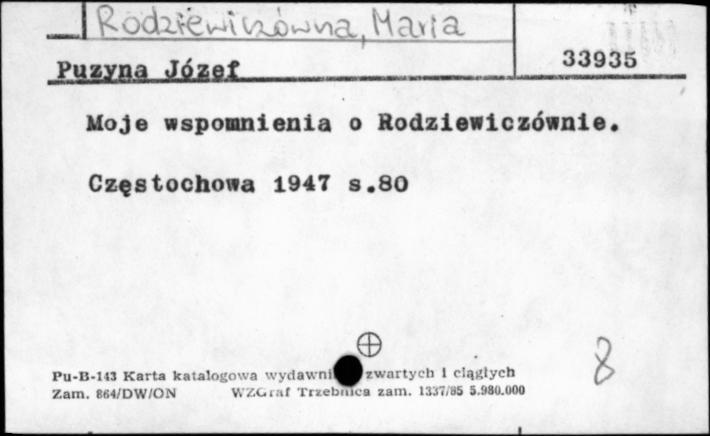 Rodziewiczówna, Maria
33935
Puzyna Józef
Moje wspomnienia o Rodziewiczównie.
Częstochowa 1947 s.80
8
Pu-B-143 Karta katalogowa wydawni zwartych i ciągłych
Zam. 864/DW/ON WZGraf Trzebnica zam. 1337/85 5.980.000